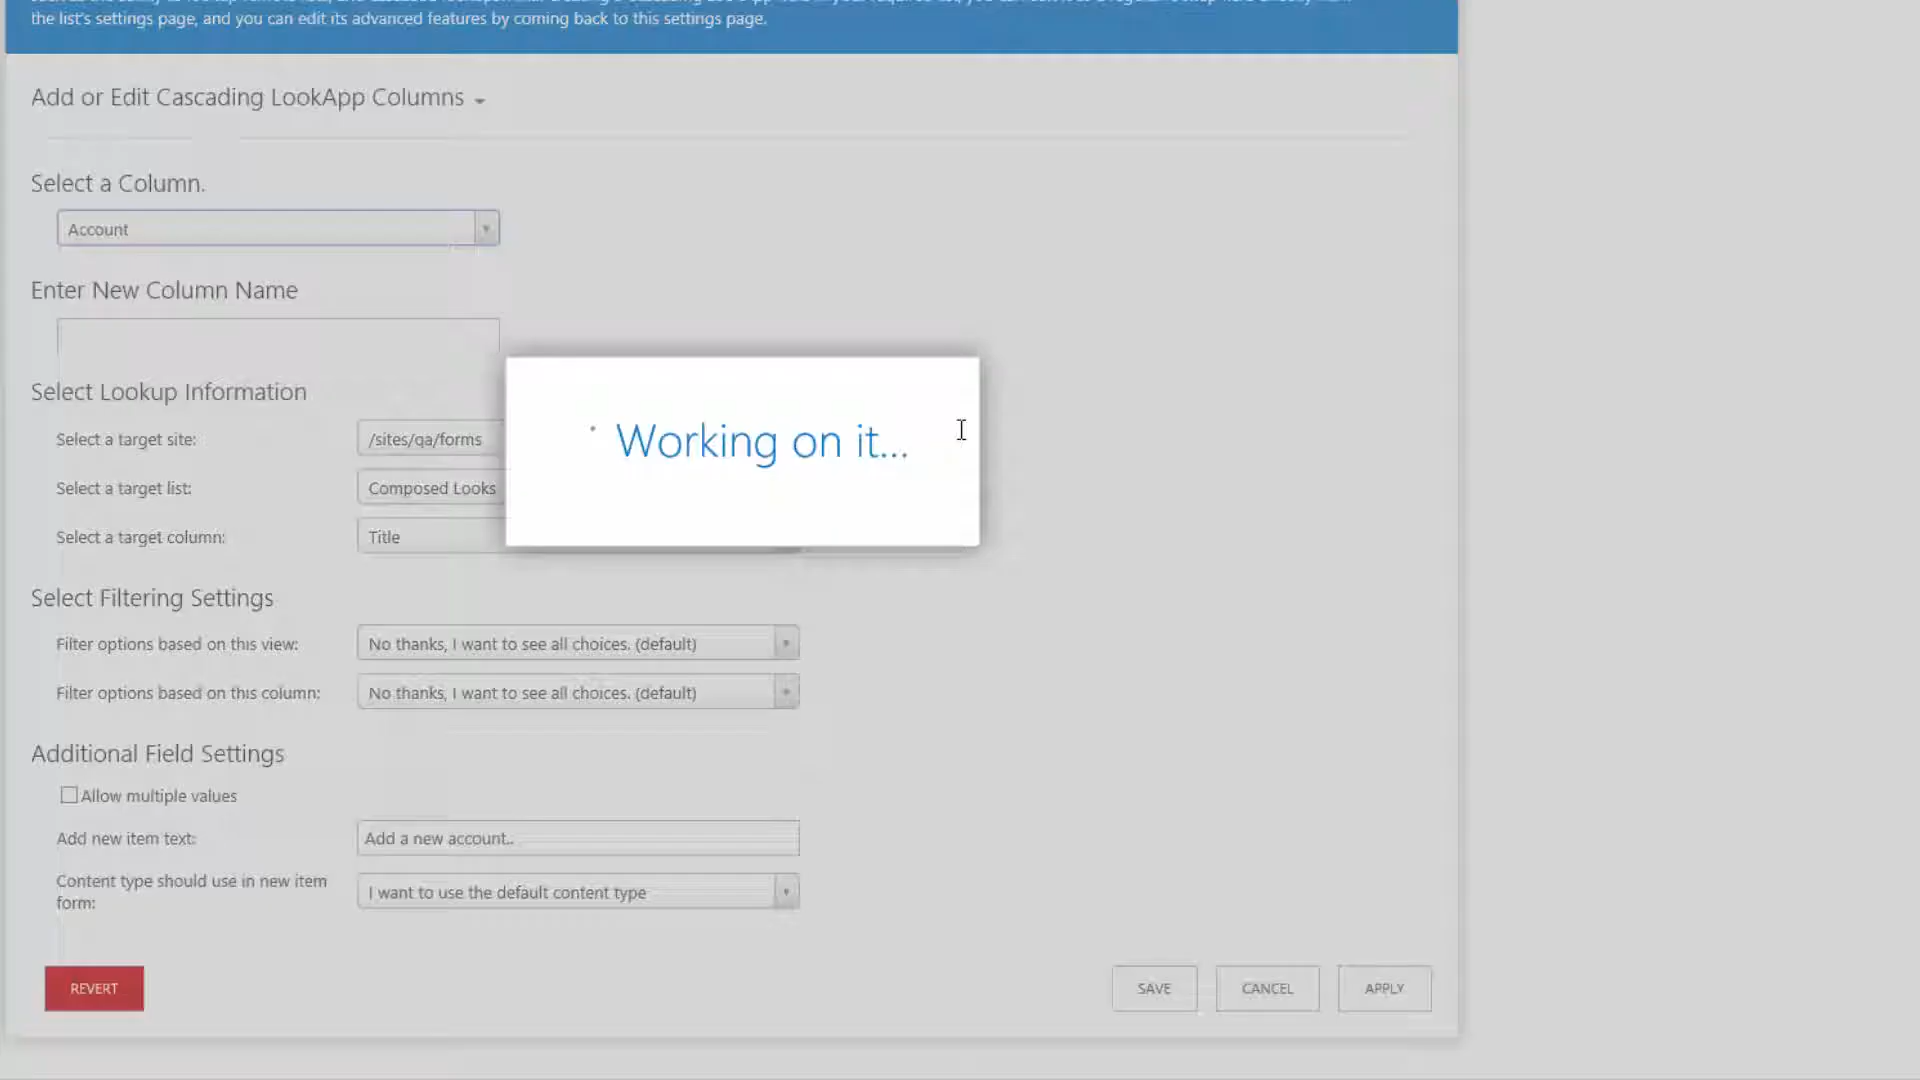 the list's settings page, and you can edit its advanced features by coming back to this settings page.
Add or Edit Cascading LookApp Columns
Select a Column.
Account
Enter New Column Name
Select Lookup Information
Select a target site:
/sites/qa/forms
Working on it...
Select a target list:
Composed Looks
Select a target column:
Title
Select Filtering Settings
Filter options based on this view:
No thanks, I want to see all choices. (default)
Filter options based on this column:
No thanks, I want to see all choices. (default)
Additional Field Settings
Allow multiple values
Add new item text:
Add a new account..
Content type should use in new item
form:
I want to use the default content type
REVERT
SAVE
CANCEL
APPLY